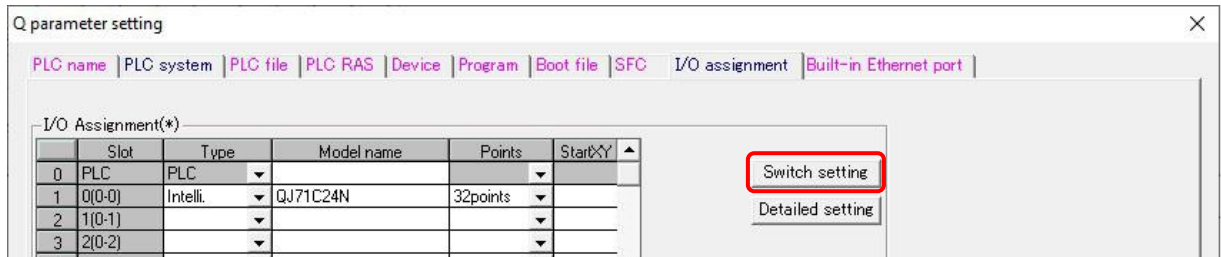 Q parameter setting
PLC name PLC system PLC file PLC RAS Device Program Boot file SFC I/O assignment Built-in Ethernet port
I/O Assignment(*)
Slot Type Model name Points StartXY
0 PLC PLC
1 0(0-0) Intelli. QJ71C24N 32points
2 1(0-1)
3 2(0-2)
Switch setting
Detailed setting